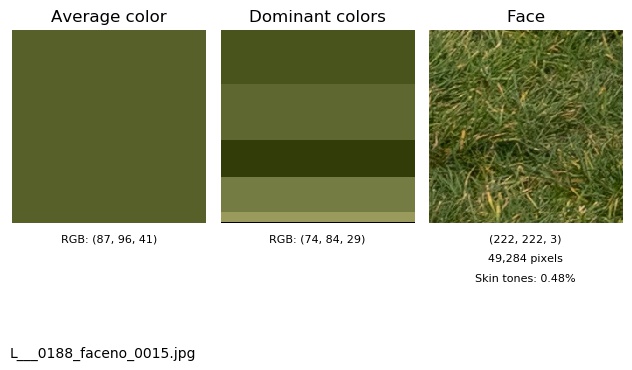 Average color
Dominant colors
Face
RGB: (87, 96, 41)
RGB: (74, 84, 29)
(222, 222, 3)
49,284 pixels
Skin tones: 0.48%
L___0188_faceno_0015.jpg